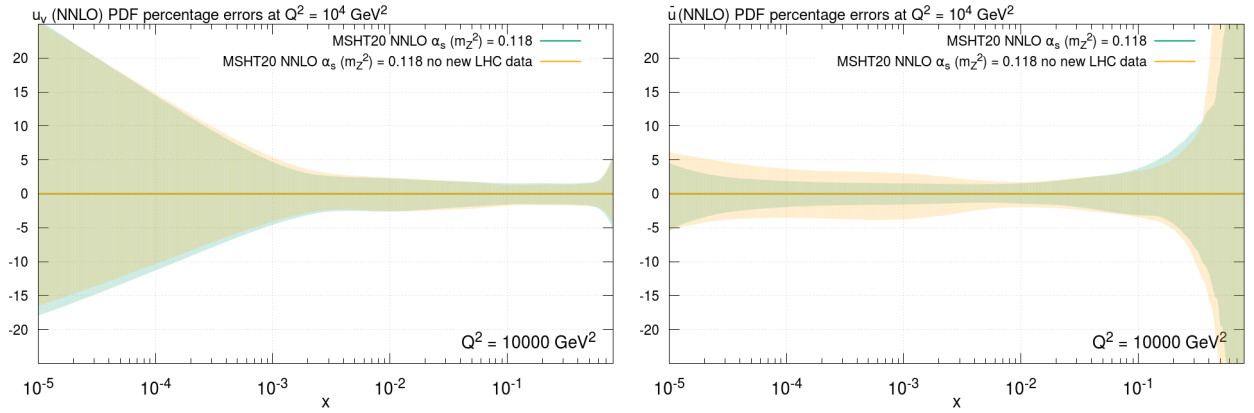 u_v (NNLO) PDF percentage errors at Q² = 10⁴ GeV²
MSHT20 NNLO α_s (m_Z²) = 0.118
MSHT20 NNLO α_s (m_Z²) = 0.118 no new LHC data
20
15
10
5
0
-5
-10
-15
-20
Q² = 10000 GeV²
10⁻⁵ 10⁻⁴ 10⁻³ 10⁻² 10⁻¹
x
ū (NNLO) PDF percentage errors at Q² = 10⁴ GeV²
MSHT20 NNLO α_s (m_Z²) = 0.118
MSHT20 NNLO α_s (m_Z²) = 0.118 no new LHC data
20
15
10
5
0
-5
-10
-15
-20
Q² = 10000 GeV²
10⁻⁵ 10⁻⁴ 10⁻³ 10⁻² 10⁻¹
x